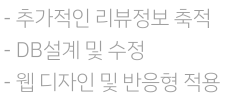 - 추가적인 리뷰정보 축적
- DB설계 및 수정
- 웹 디자인 및 반응형 적용